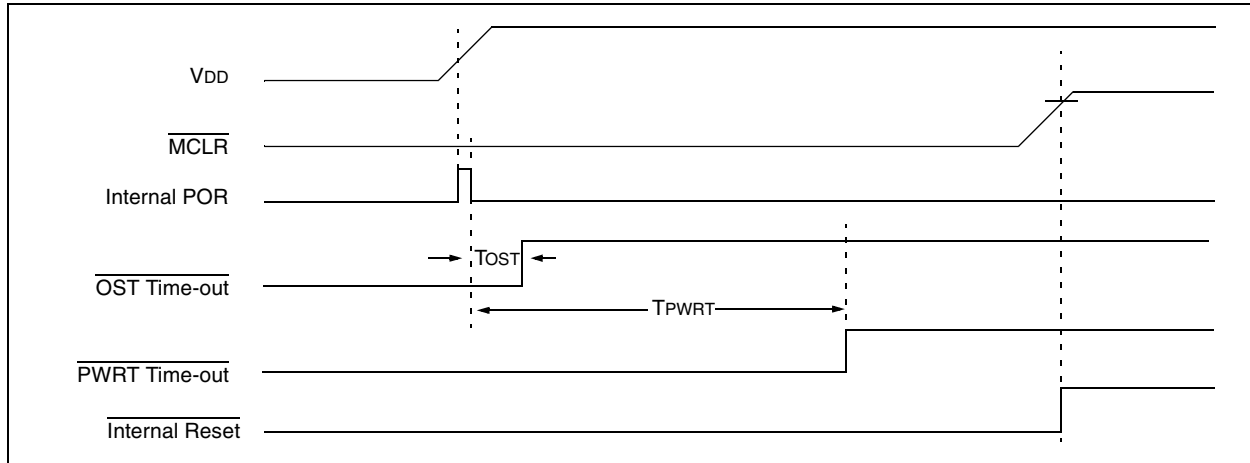 VDD
MCLR
Internal POR
TOST
OST Time-out
TPWRT
PWRT Time-out
Internal Reset